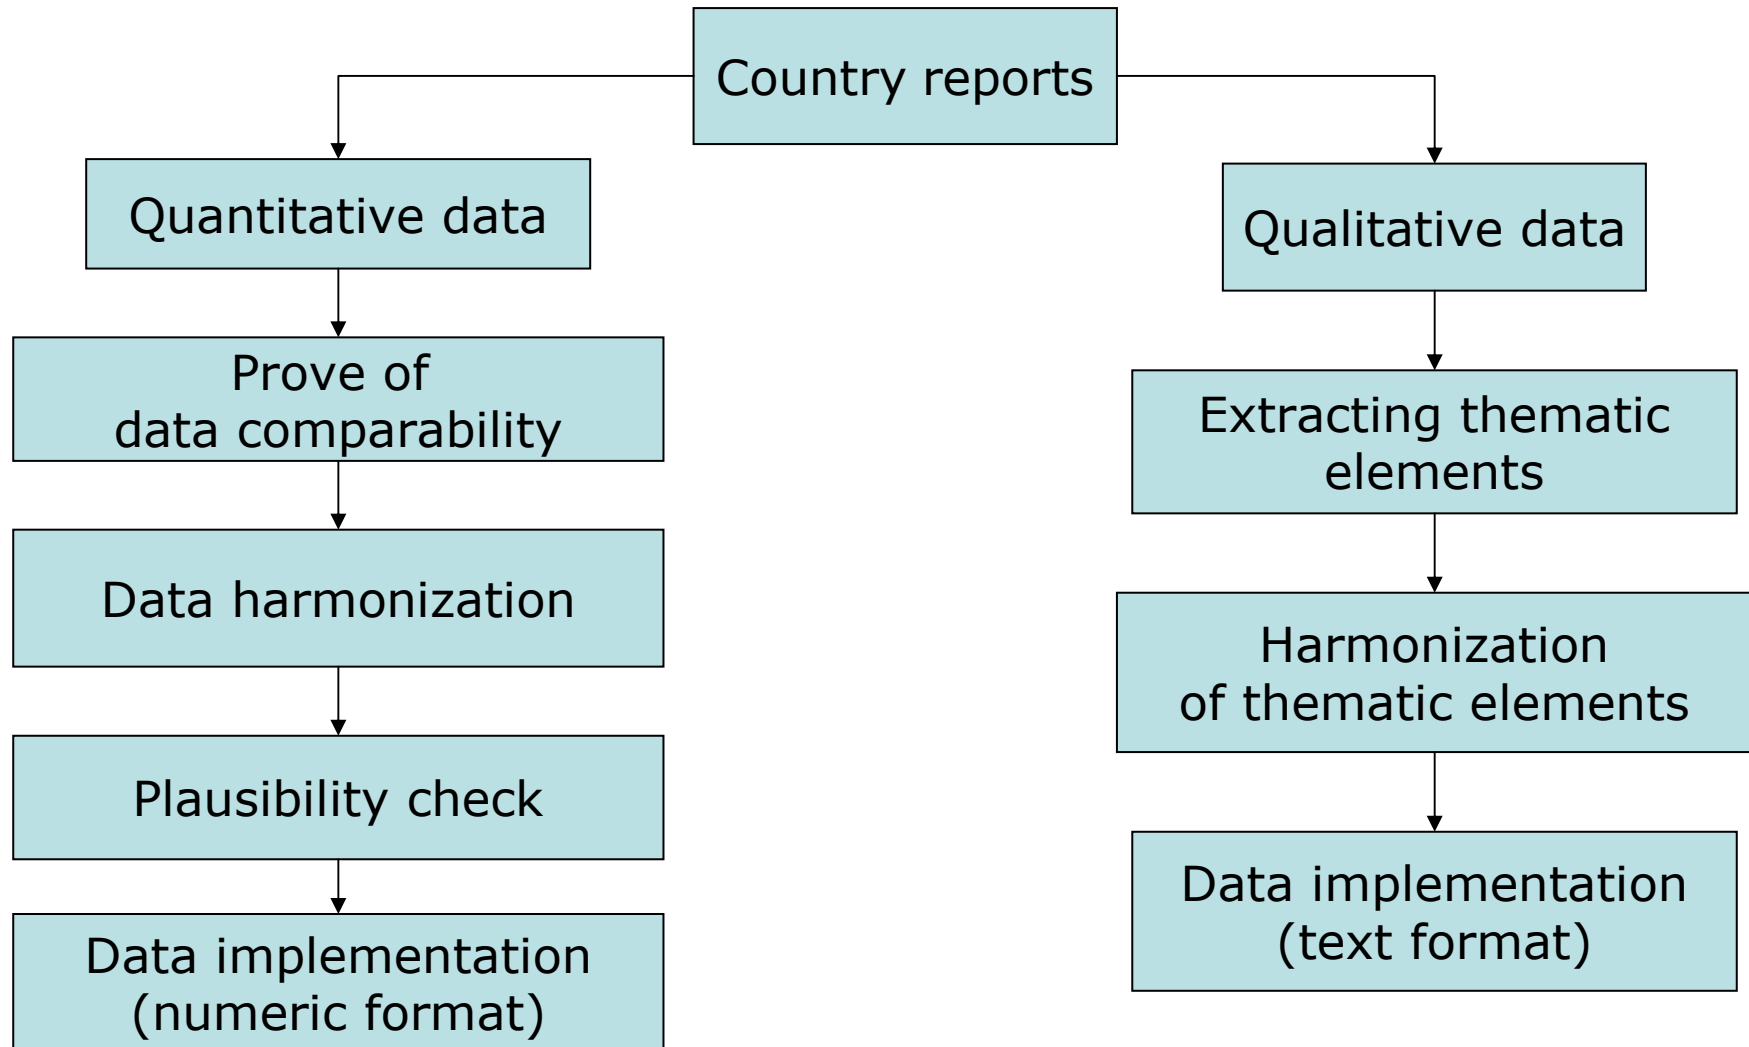 Country reports
Quantitative data
Prove of
data comparability
Data harmonization
Plausibility check
Data implementation
(numeric format)
Qualitative data
Extracting thematic
elements
Harmonization
of thematic elements
Data implementation
(text format)